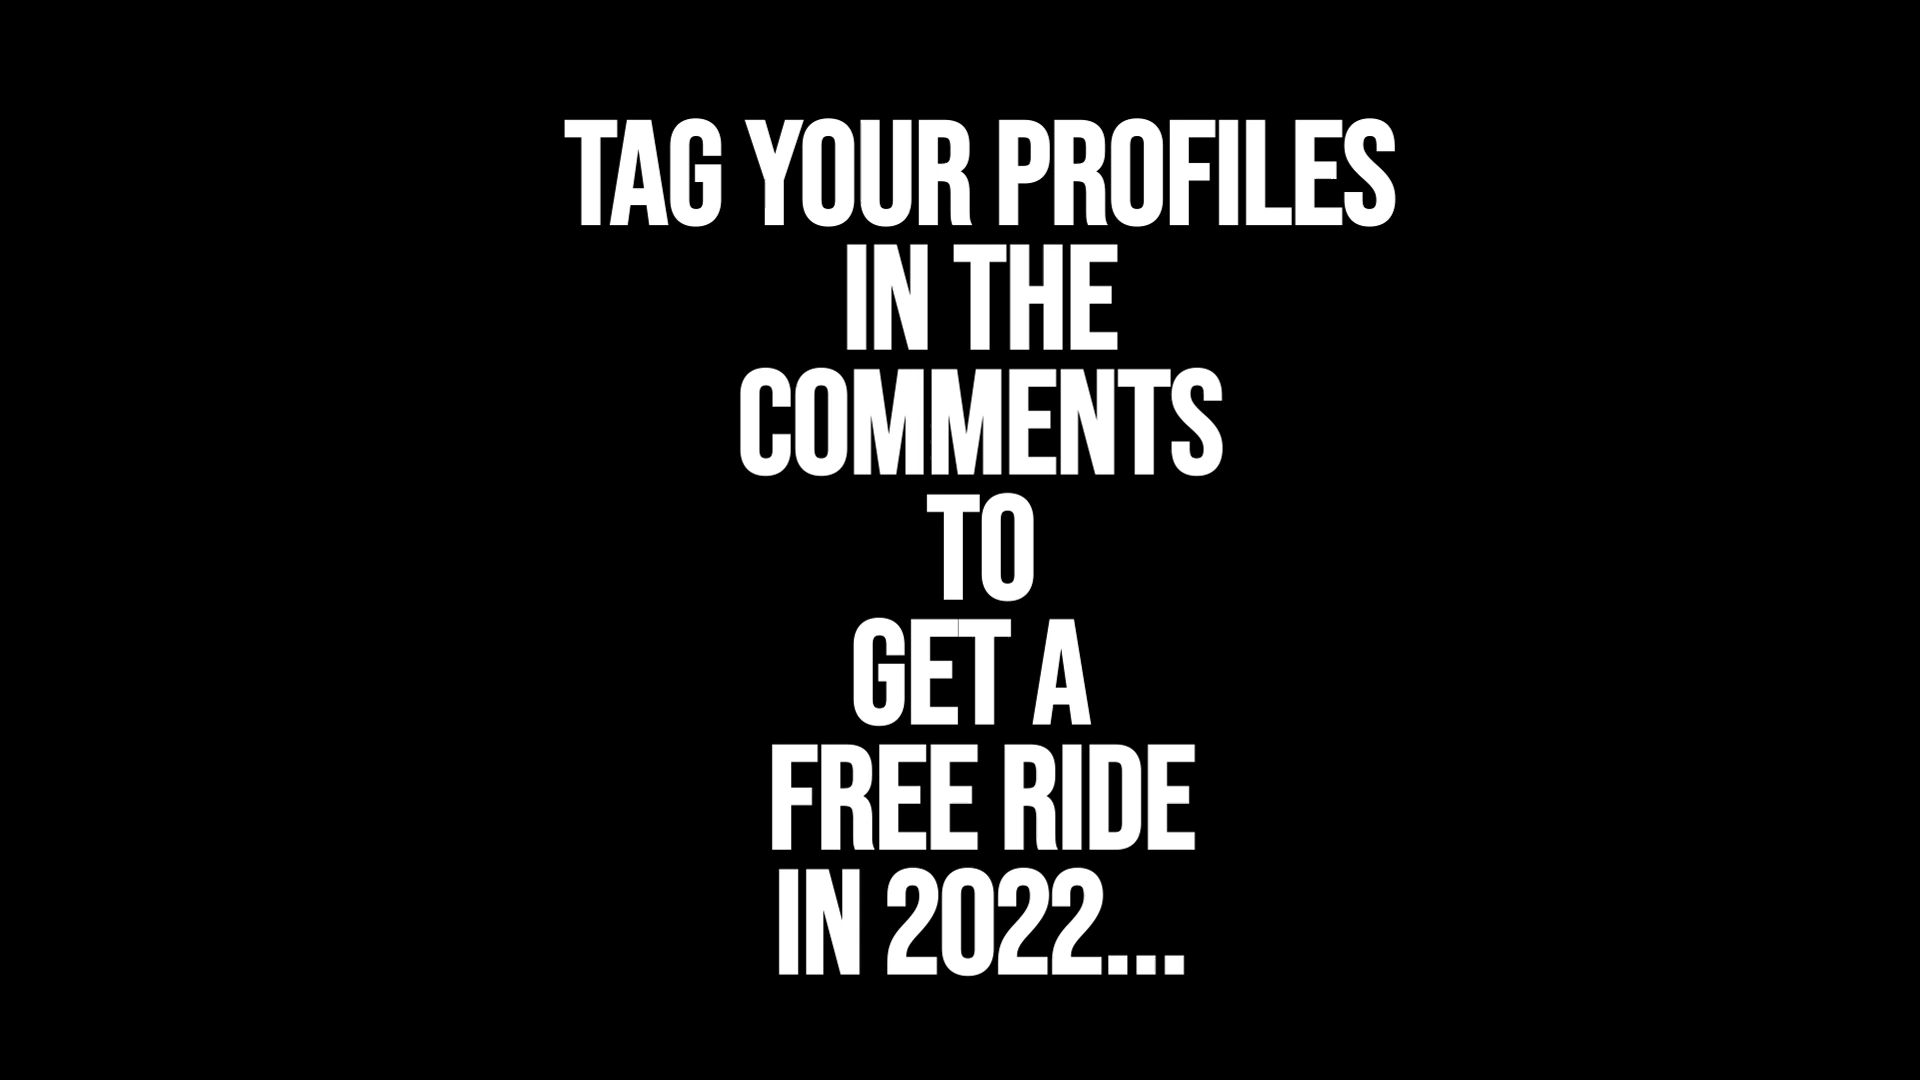 TAG YOUR PROFILES
IN THE
COMMENTS
TO
GET A
FREE RIDE
IN 2022...